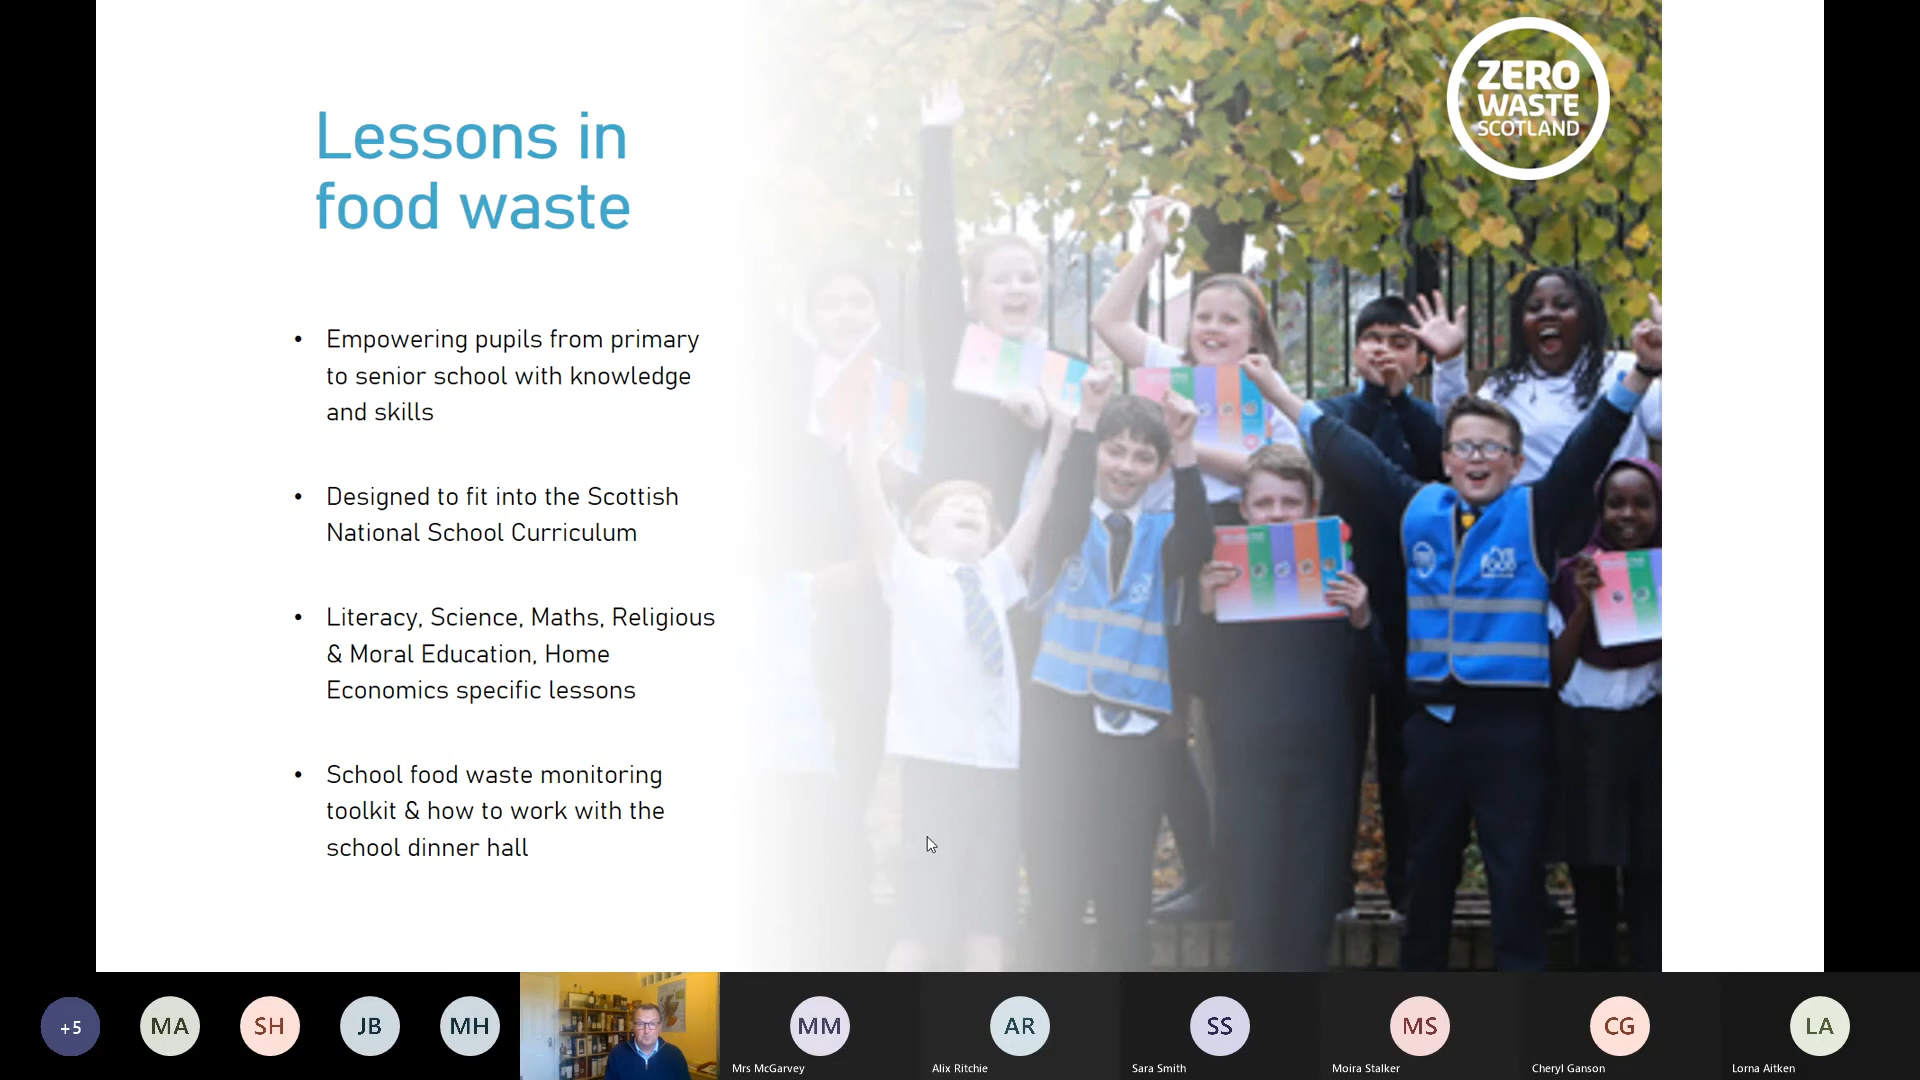 Lessons in
food waste
ZERO
WASTE
SCOTLAND
• Empowering pupils from primary
to senior school with knowledge
and skills
• Designed to fit into the Scottish
National School Curriculum
• Literacy, Science, Maths, Religious
& Moral Education, Home
Economics specific lessons
• School food waste monitoring
toolkit & how to work with the
school dinner hall
+5
MA
SH
JB
MH
MM
AR
SS
MS
CG
LA
Mrs McGarvey
Alix Ritchie
Sara Smith
Moira Stalker
Cheryl Ganson
Lorna Aitken